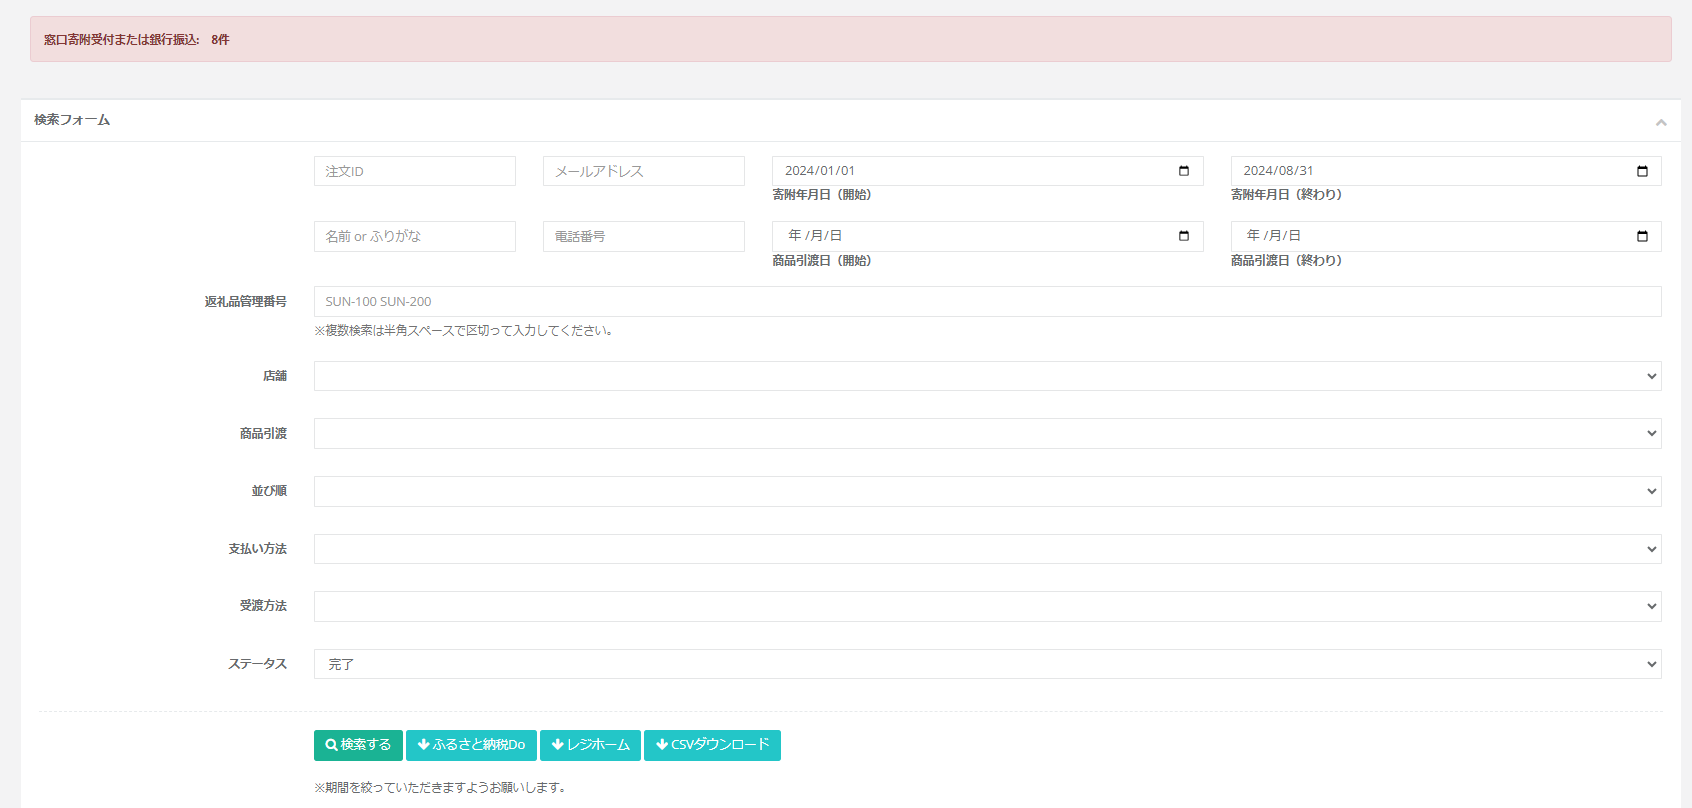 窓口寄附受付または銀行振込: 8件
検索フォーム
注文ID メールアドレス 2024/01/01 2024/08/31
寄附年月日（開始） 寄附年月日（終わり）
名前 or ふりがな 電話番号 年 /月/日 年 /月/日
商品引渡日（開始） 商品引渡日（終わり）
返礼品管理番号 SUN-100 SUN-200
※複数検索は半角スペースで区切って入力してください。
店舗
商品引渡
並び順
支払い方法
受渡方法
ステータス 完了
検索する ふるさと納税Do レジホーム CSVダウンロード
※期間を絞っていただきますようお願いします。